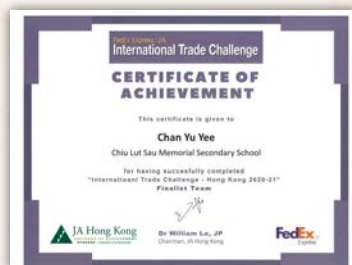 FedEx Express/JA
International Trade Challenge
CERTIFICATE OF
ACHIEVEMENT
This certificate is given to
Chan Yu Yee
Chiu Lut Sau Memorial Secondary School
for having successfully completed
"International Trade Challenge - Hong Kong 2020-21"
Finalist Team
JA Hong Kong
Dr William Lo, JP
Chairman, JA Hong Kong
FedEx
Express